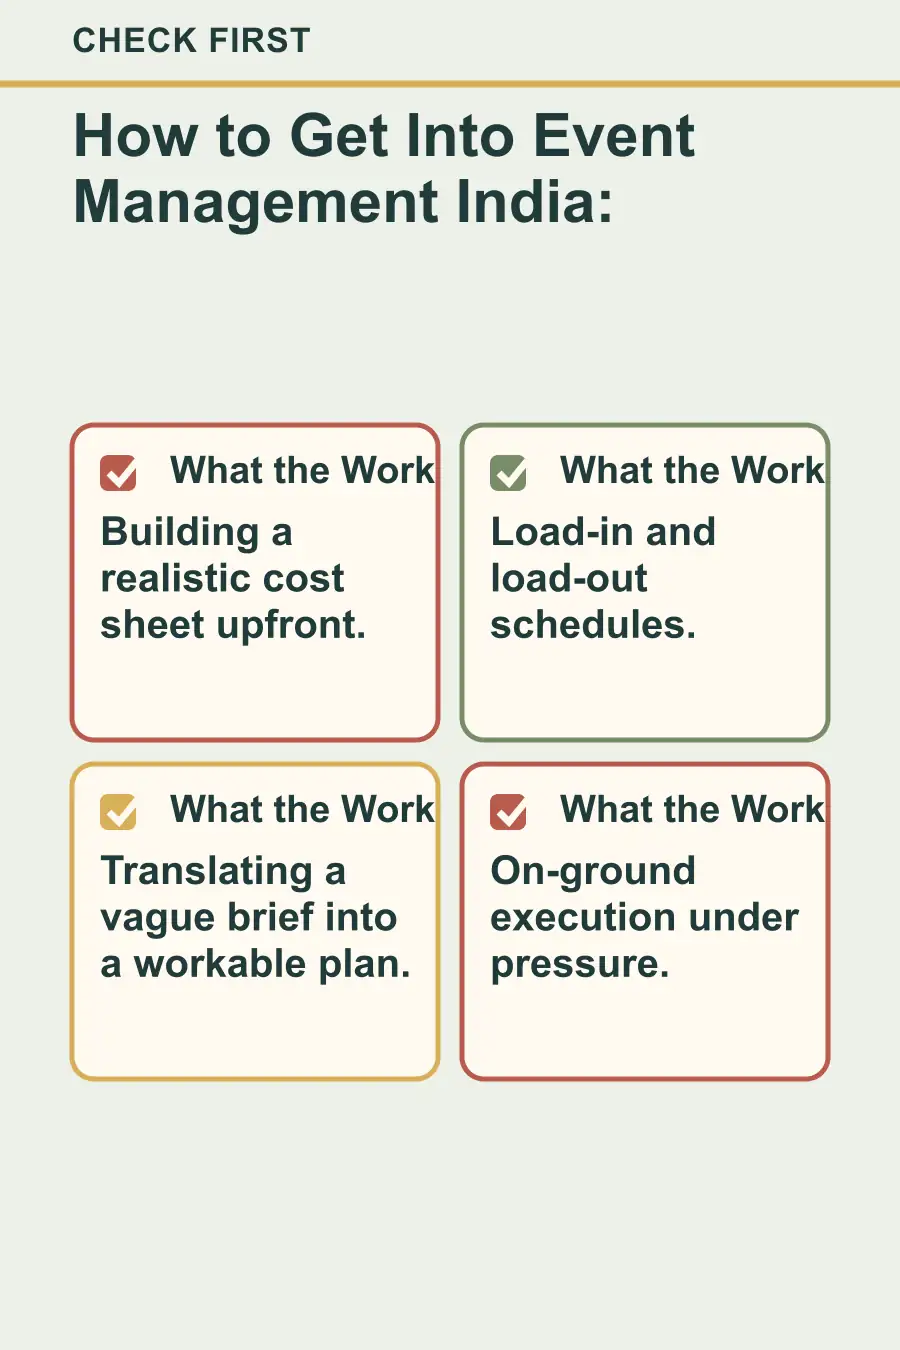 CHECK FIRST
How to Get Into Event
Management India:
What the Work
Building a
realistic cost
sheet upfront.
What the Work
Load-in and
load-out
schedules.
What the Work
Translating a
vague brief into
a workable plan.
What the Work
On-ground
execution under
pressure.